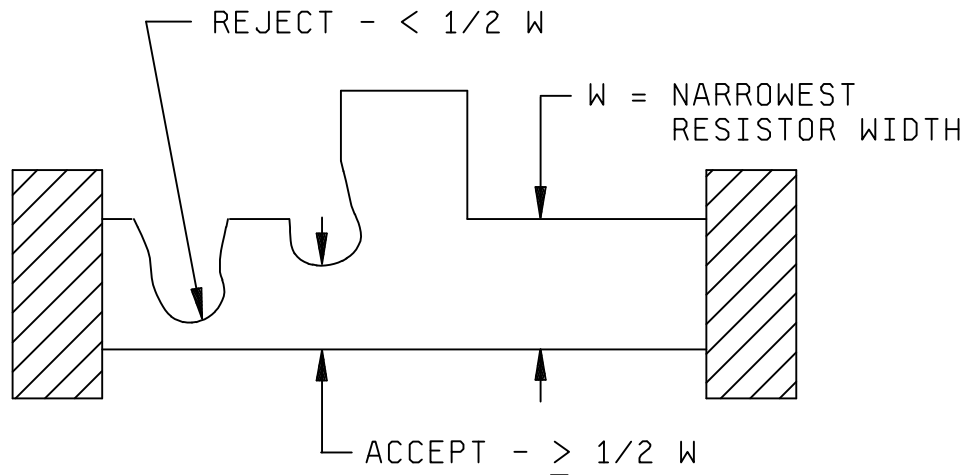 REJECT - < 1/2 W
W = NARROWEST
RESISTOR WIDTH
ACCEPT - ≥ 1/2 W